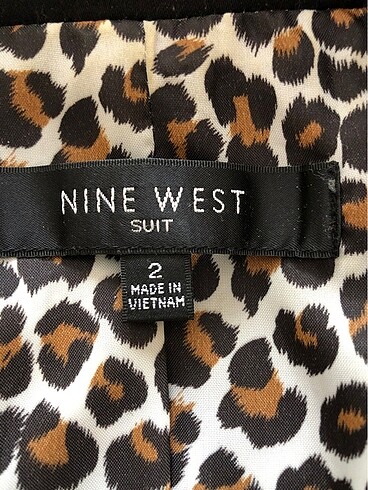 NINE WEST
SUIT
2
MADE IN
VIETNAM